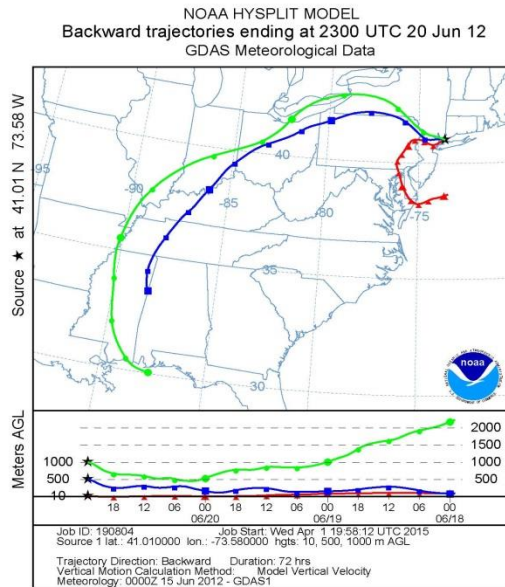 NOAA HYSPLIT MODEL
Backward trajectories ending at 2300 UTC 20 Jun 12
GDAS Meteorological Data
Source ★ at 41.01 N 73.58 W
-95
-90
-85
40
-80
-75
35
30
noaa
Meters AGL
2000
1500
1000
1000
500
500
10
18 12 06 00 18 12 06 00 18 12 06 00
06/20 06/19 06/18
Job ID: 190804 Job Start: Wed Apr 1 19:58:12 UTC 2015
Source 1 lat.: 41.010000 lon.: -73.580000 hgts: 10, 500, 1000 m AGL
Trajectory Direction: Backward Duration: 72 hrs
Vertical Motion Calculation Method: Model Vertical Velocity
Meteorology: 0000Z 15 Jun 2012 - GDAS1